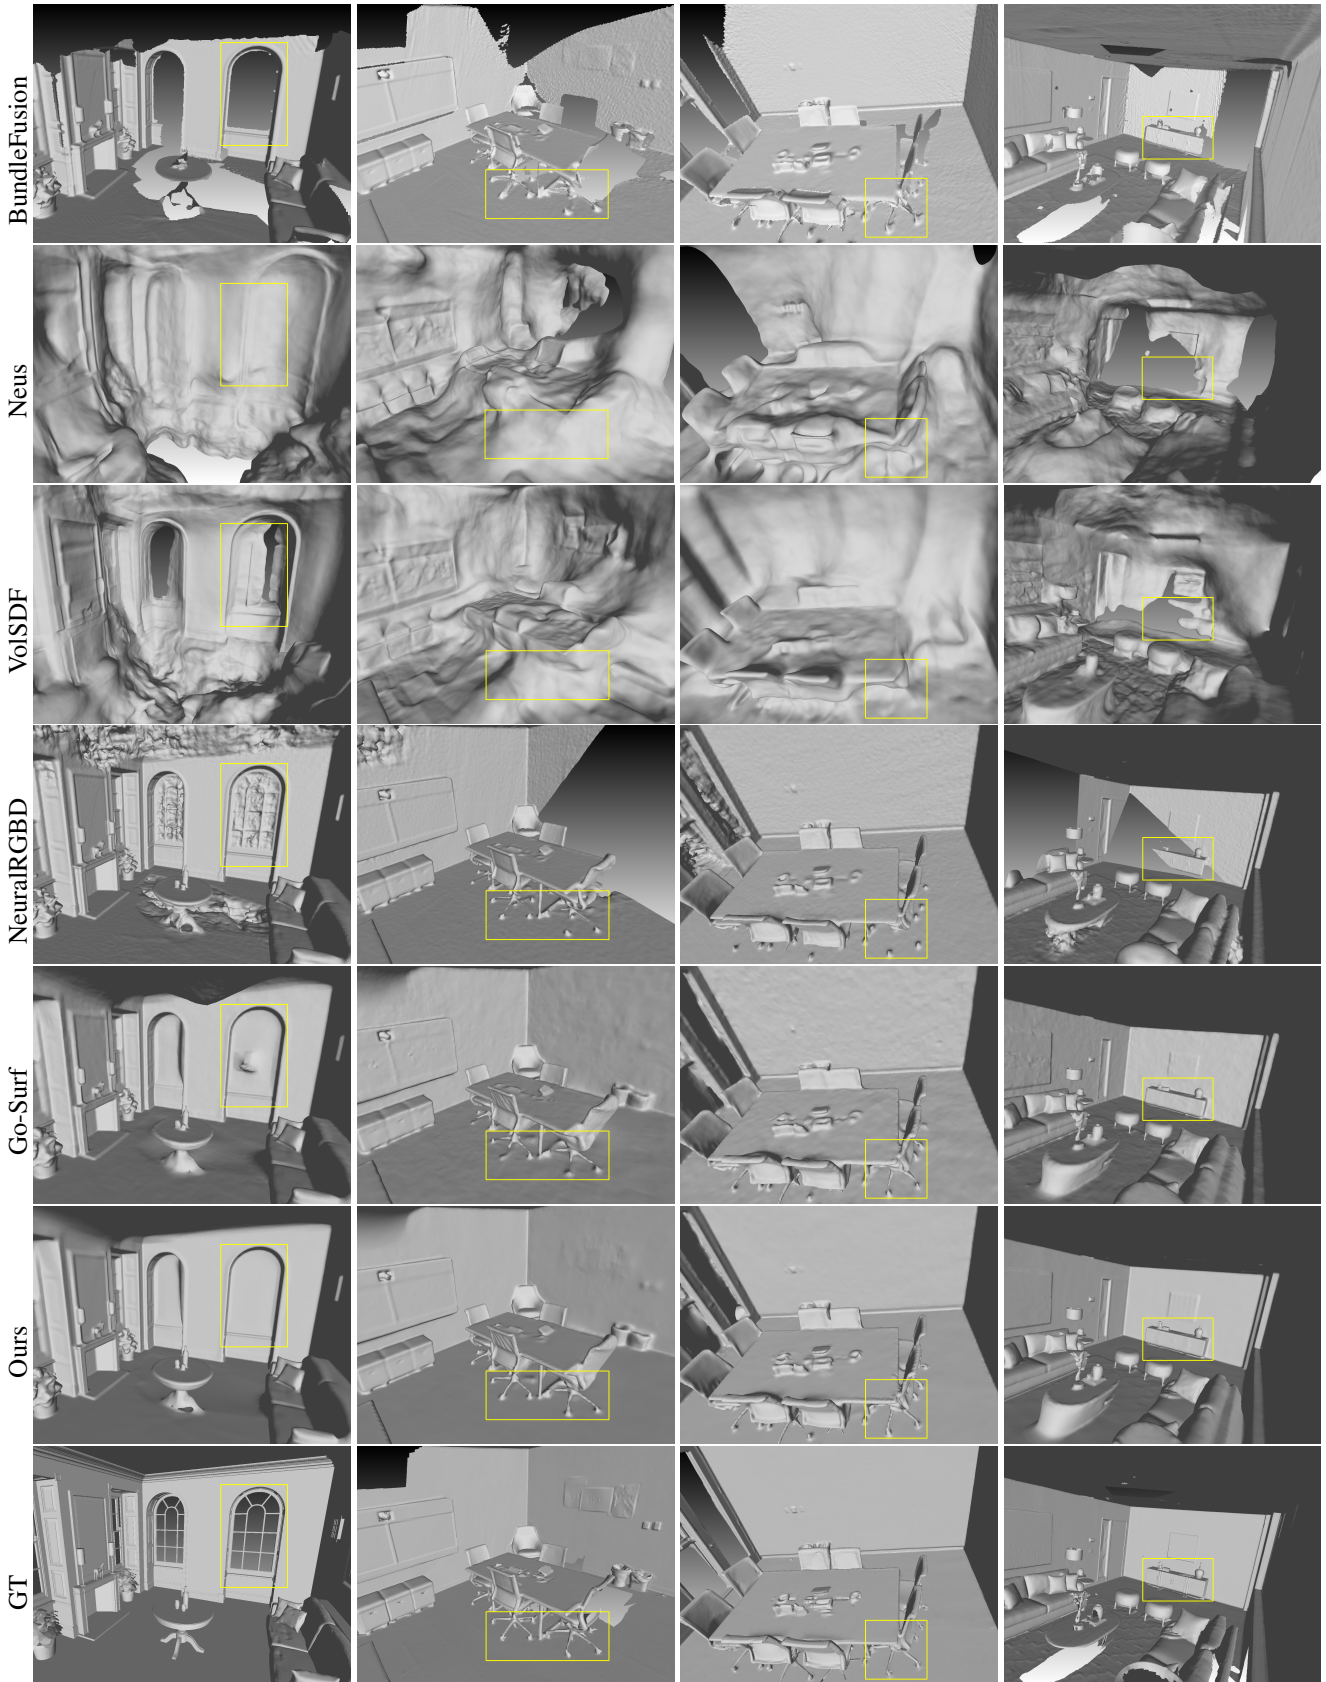 BundleFusion
Neus
VolSDF
NeuralRGBD
Go-Surf
Ours
GT